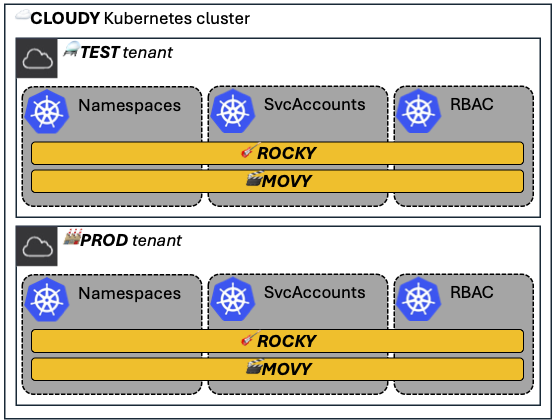 CLOUDY Kubernetes cluster
TEST tenant
Namespaces SvcAccounts RBAC
ROCKY
MOVY
PROD tenant
Namespaces SvcAccounts RBAC
ROCKY
MOVY